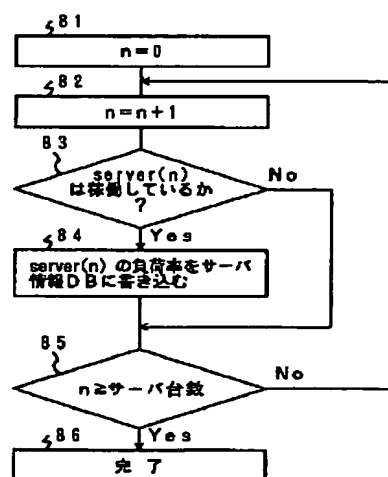 81
n=0
82
n=n+1
83
server(n)
は稼働しているか
?
No
Yes
84
server(n)の負荷率をサーバ
情報DBに書き込む
85
n≧サーバ台数
No
Yes
86
完了